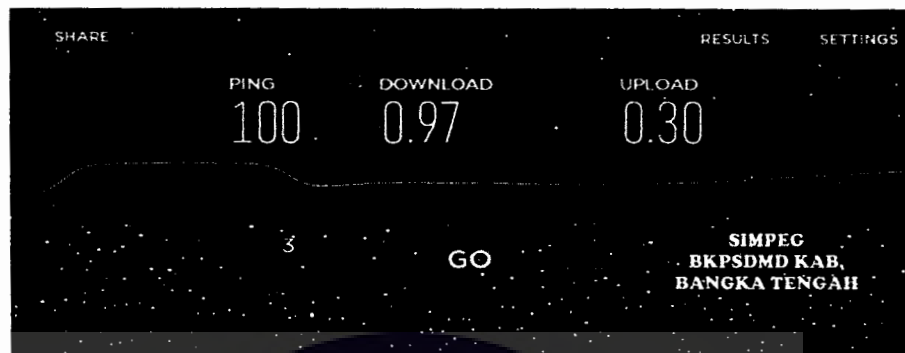 SHARE
RESULTS
SETTINGS
PING
DOWNLOAD
UPLOAD
100
0.97
0.30
3
GO
SIMPEG
BKPSDMD KAB,
BANGKA TENGAH